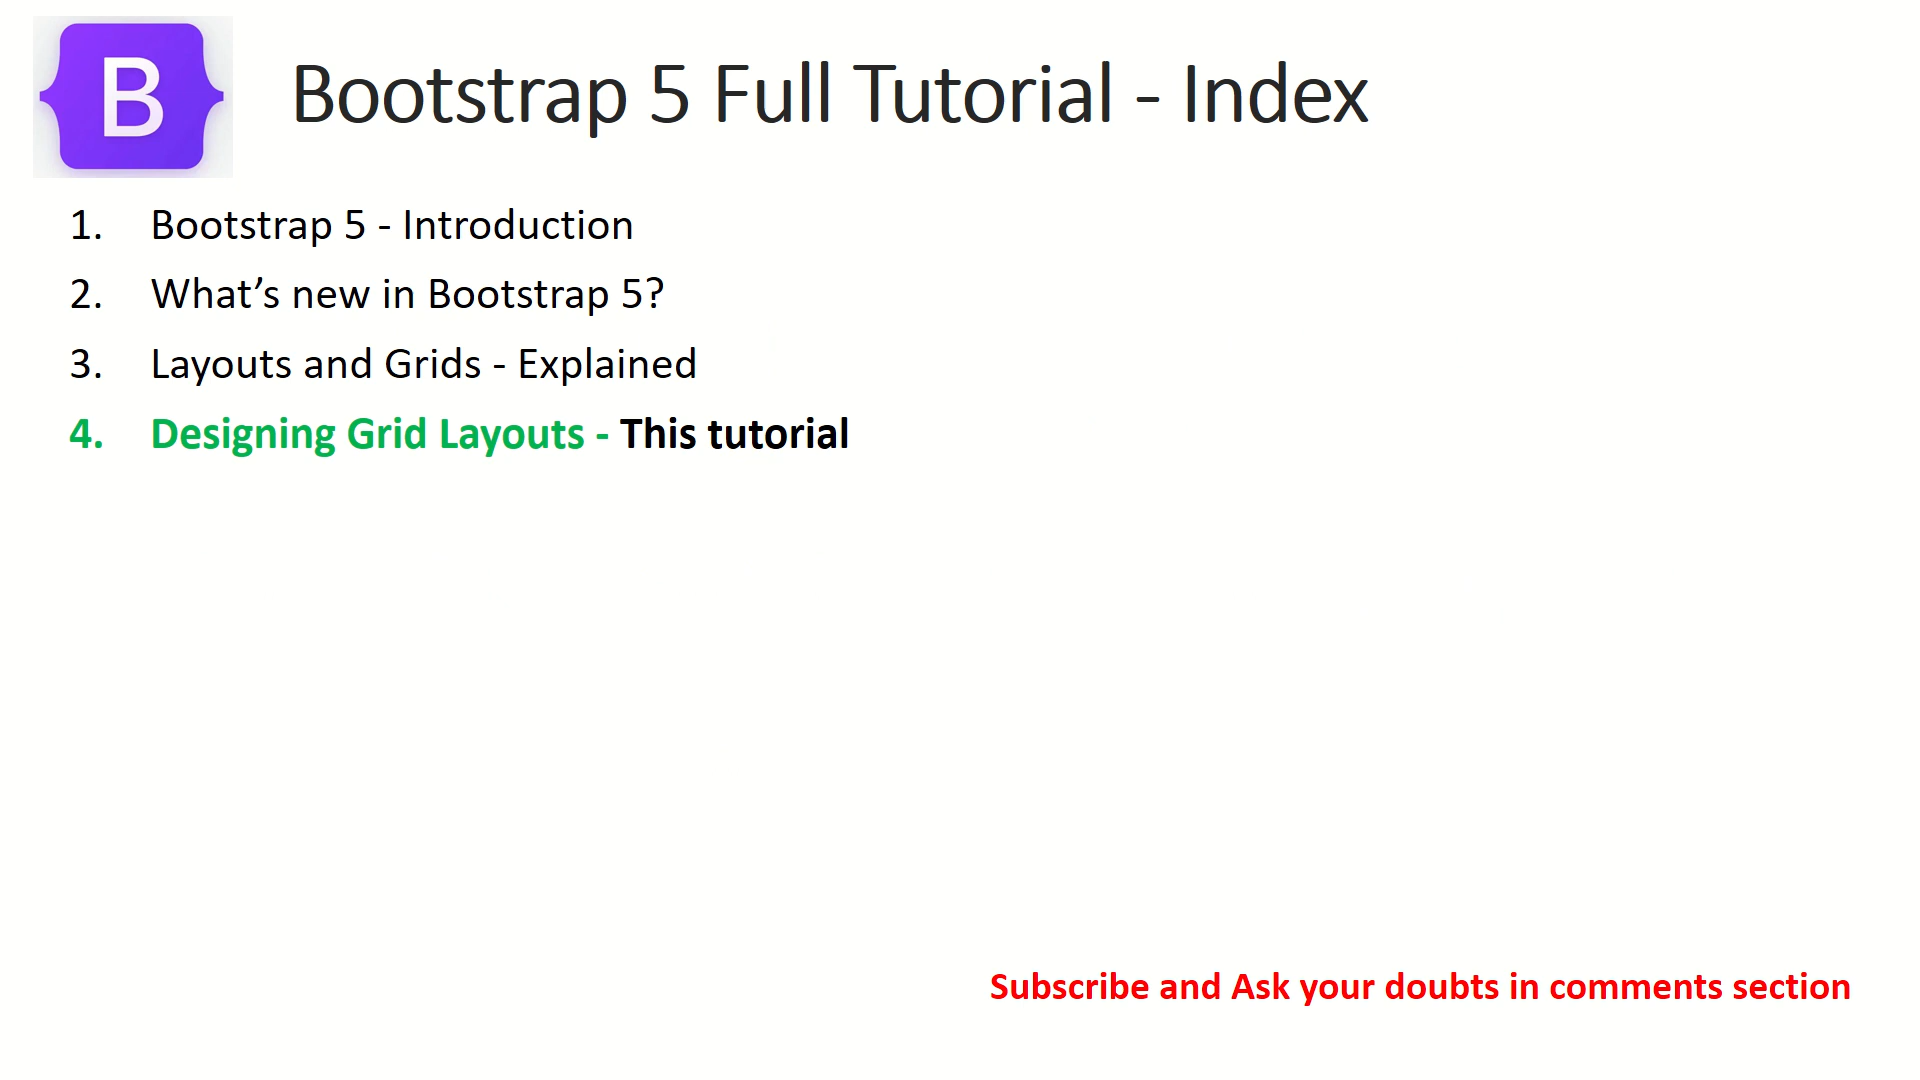 B
Bootstrap 5 Full Tutorial - Index
1. Bootstrap 5 - Introduction
2. What’s new in Bootstrap 5?
3. Layouts and Grids - Explained
4. Designing Grid Layouts - This tutorial
Subscribe and Ask your doubts in comments section